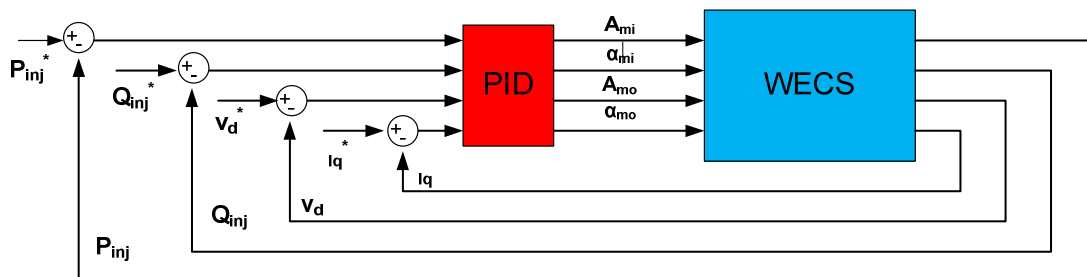 Pinj*
Qinj*
vd*
Iq*
PID
Ami
αmi
Amo
αmo
WECS
Iq
vd
Qinj
Pinj